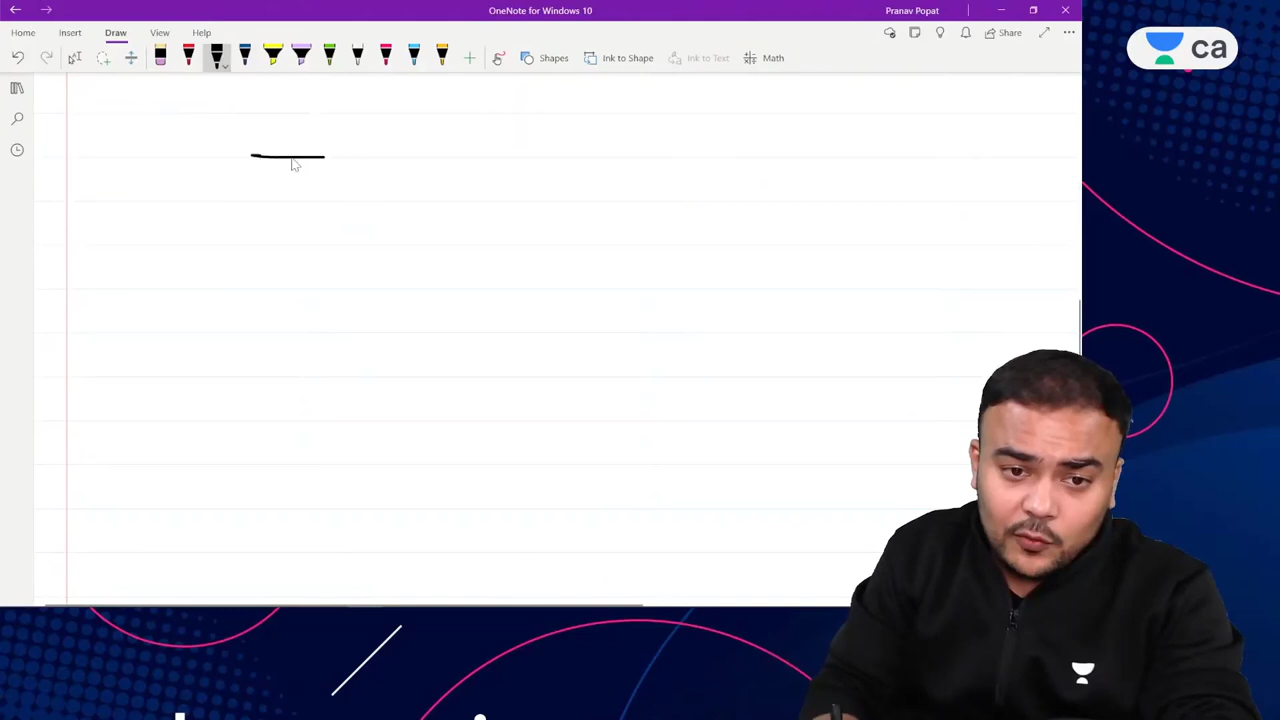 OneNote for Windows 10
Pranav Popat
Home Insert Draw View Help
Share
Shapes
Ink to Shape
Ink to Text
Math
ca